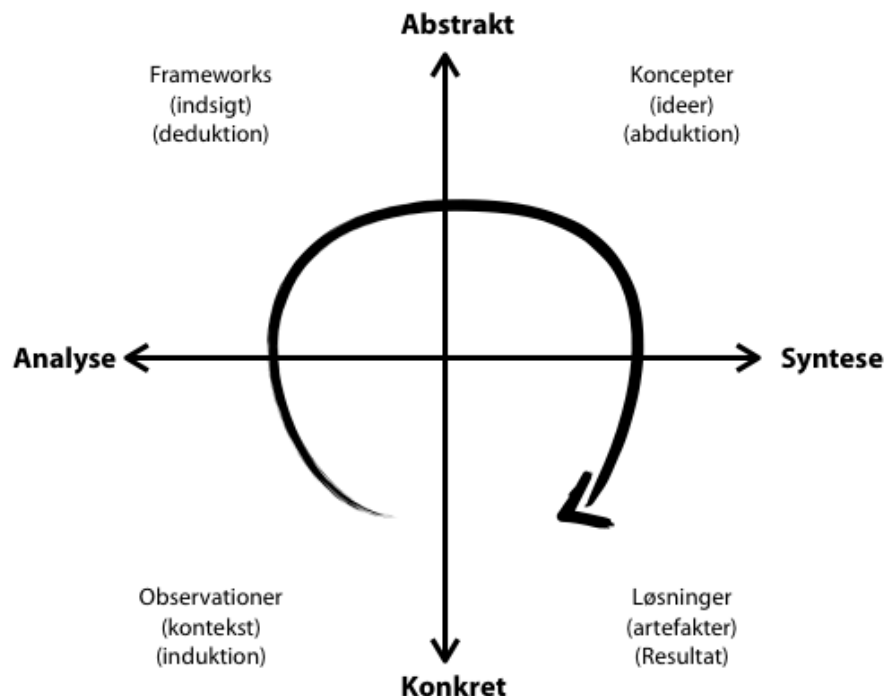 Abstrakt
Frameworks
(indsigt)
(deduktion)
Koncepter
(ideer)
(abduktion)
Analyse
Syntese
Observationer
(kontekst)
(induktion)
Løsninger
(artefakter)
(Resultat)
Konkret